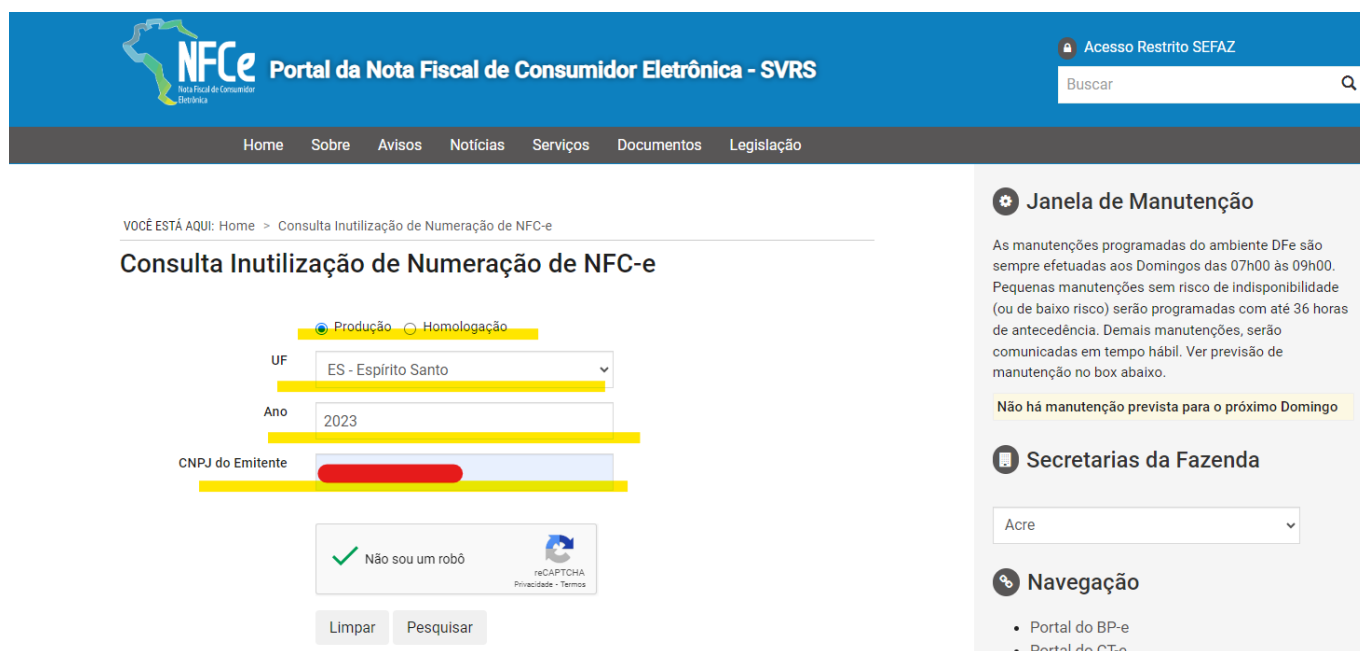 NFCe
Nota Fiscal de Consumidor
Eletrônica
Portal da Nota Fiscal de Consumidor Eletrônica - SVRS
Acesso Restrito SEFAZ
Buscar
Home Sobre Avisos Notícias Serviços Documentos Legislação
VOCÊ ESTÁ AQUI: Home > Consulta Inutilização de Numeração de NFC-e
Consulta Inutilização de Numeração de NFC-e
Produção Homologação
UF
ES - Espírito Santo
Ano
2023
CNPJ do Emitente
Não sou um robô
reCAPTCHA
Privacidade - Termos
Limpar Pesquisar
Janela de Manutenção
As manutenções programadas do ambiente DFe são
sempre efetuadas aos Domingos das 07h00 às 09h00.
Pequenas manutenções sem risco de indisponibilidade
(ou de baixo risco) serão programadas com até 36 horas
de antecedência. Demais manutenções, serão
comunicadas em tempo hábil. Ver previsão de
manutenção no box abaixo.
Não há manutenção prevista para o próximo Domingo
Secretarias da Fazenda
Acre
Navegação
Portal do BP-e
Portal do CT-e